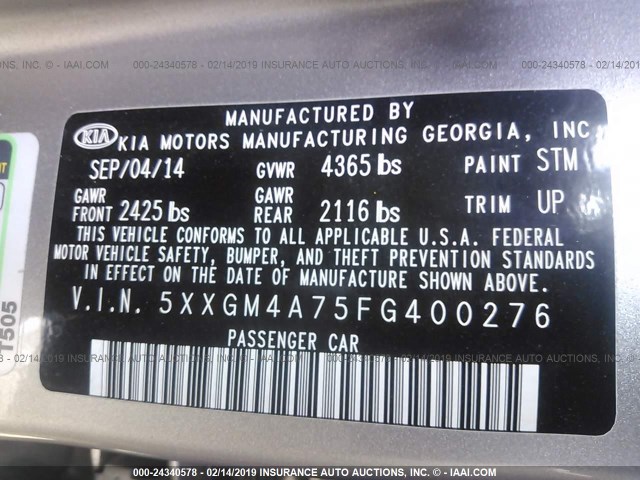 000-24340578 - 02/14/2019 INSURANCE AUTO AUCTIONS, INC. - IAAI.COM
MANUFACTURED BY
KIA KIA MOTORS MANUFACTURING GEORGIA, INC
SEP/04/14 GVWR 4365 lbs PAINT STM
GAWR FRONT 2425 lbs GAWR REAR 2116 lbs TRIM UP
THIS VEHICLE CONFORMS TO ALL APPLICABLE U.S.A. FEDERAL
MOTOR VEHICLE SAFETY, BUMPER, AND THEFT PREVENTION STANDARDS
IN EFFECT ON THE DATE OF MANUFACTURE SHOWN ABOVE.
V.I.N. 5XXGM4A75FG400276
PASSENGER CAR
T505
000-24340578 - 02/14/2019 INSURANCE AUTO AUCTIONS, INC. - IAAI.COM
000-24340578 - 02/14/2019 INSURANCE AUTO AUCTIONS, INC. - IAAI.COM